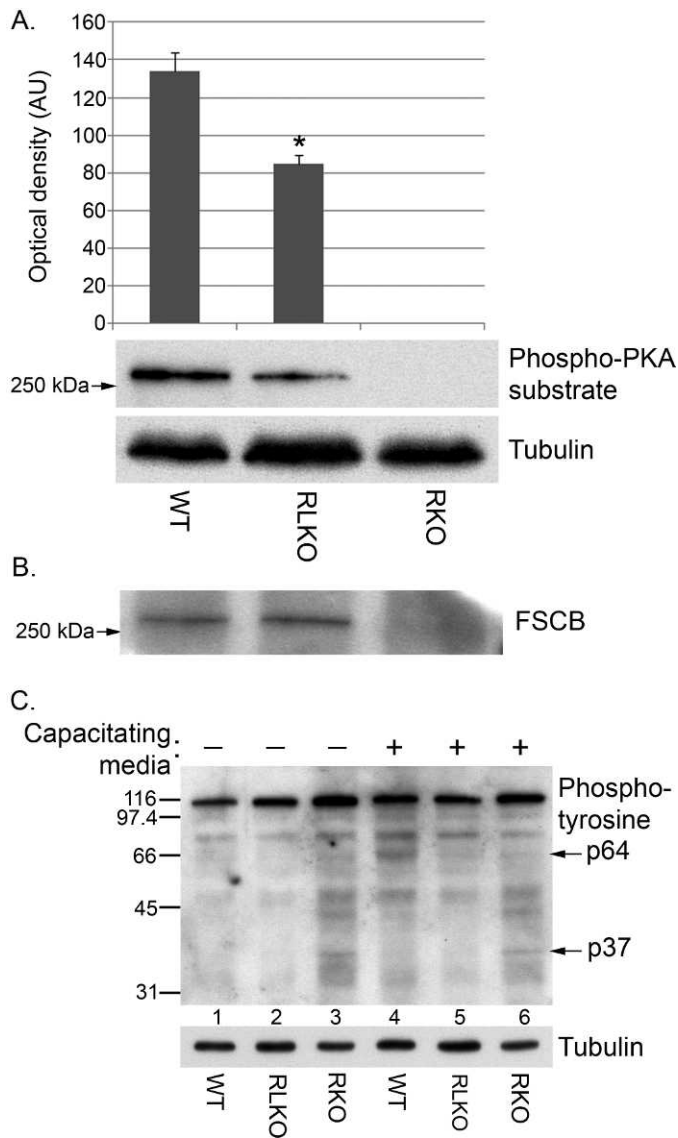 A.
160
140
120
100
80
60
40
20
0
Optical density (AU)
*
250 kDa
Phospho-PKA
substrate
Tubulin
WT
RLKO
RKO
B.
250 kDa
FSCB
C.
Capacitating
media :
– – – + + +
116
97.4
66
45
31
Phospho-
tyrosine
p64
p37
1 2 3 4 5 6
Tubulin
WT
RLKO
RKO
WT
RLKO
RKO